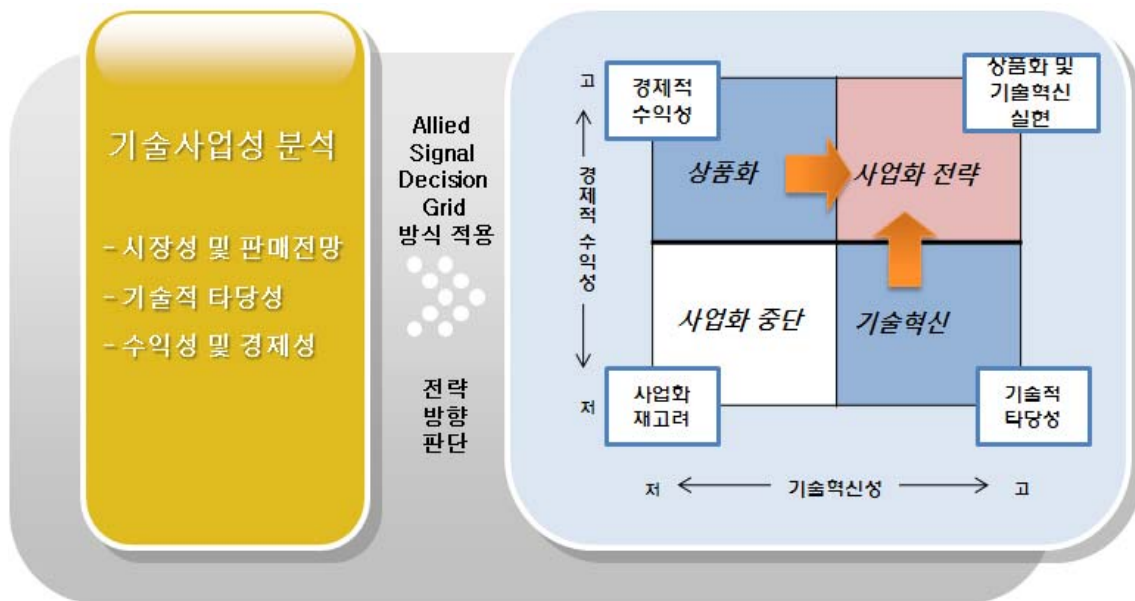 기술사업성 분석
- 시장성 및 판매전망
- 기술적 타당성
- 수익성 및 경제성
Allied
Signal
Decision
Grid
방식 적용
전략
방향
판단
고
경제적 수익성
저
경제적
수익성
상품화 및
기술혁신
실현
상품화
사업화 전략
사업화 중단
기술혁신
사업화
재고려
기술적
타당성
저
기술혁신성
고